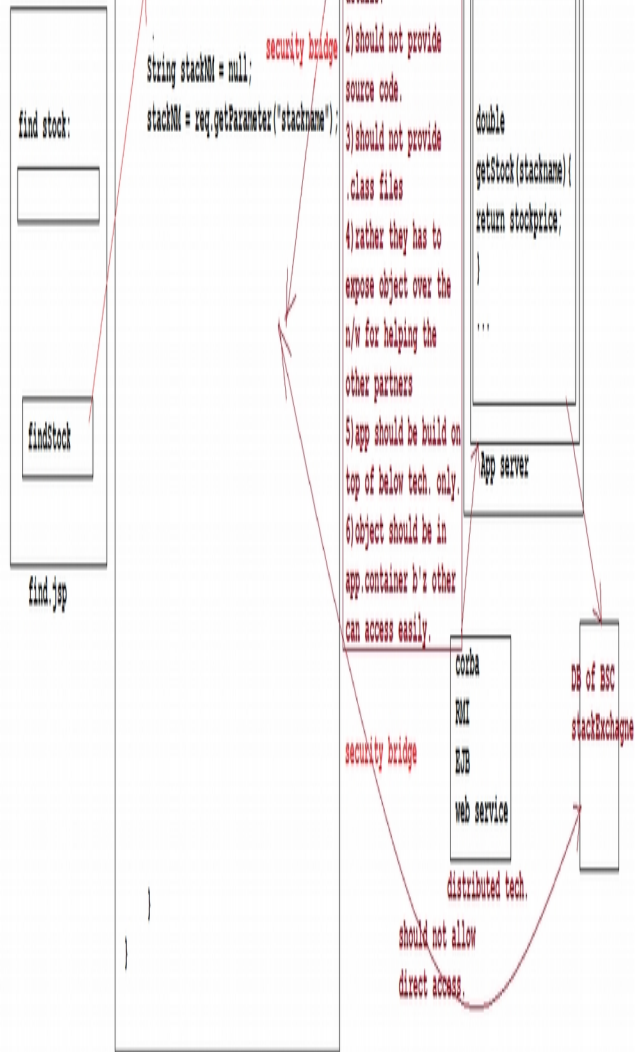 find stock:
findStock
find.jsp
String stackNM = null;
stackNM = req.getParameter("stackname");
}
}
security bridge
2)should not provide
source code.
3)should not provide
.class files
4)rather they has to
expose object over the
n/w for helping the
other partners
5)app should be build on
top of below tech. only.
6)object should be in
app.container b'z other
can access easily.
security bridge
double
getStock(stackname){
return stockprice;
}
...
App server
corba
RMI
EJB
web service
distributed tech.
should not allow
direct access.
DB of BSC
stackExchagne